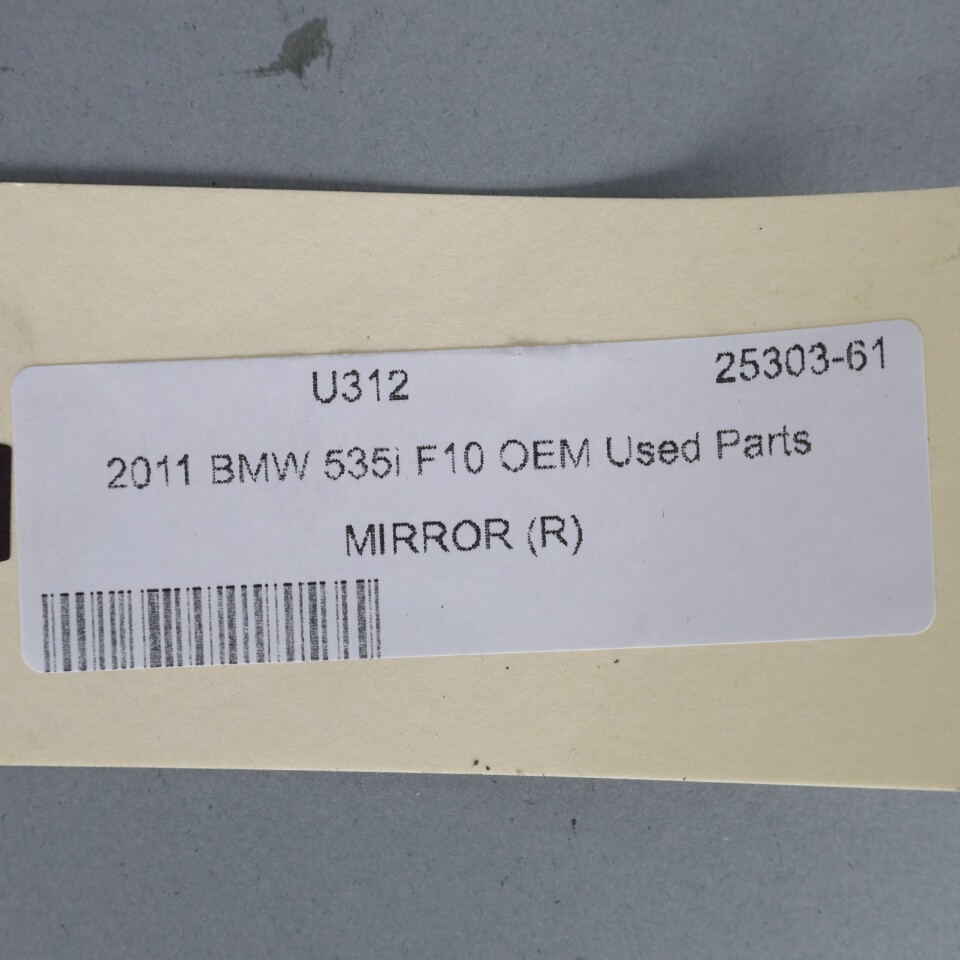 U312 25303-61
2011 BMW 535i F10 OEM Used Parts
MIRROR (R)